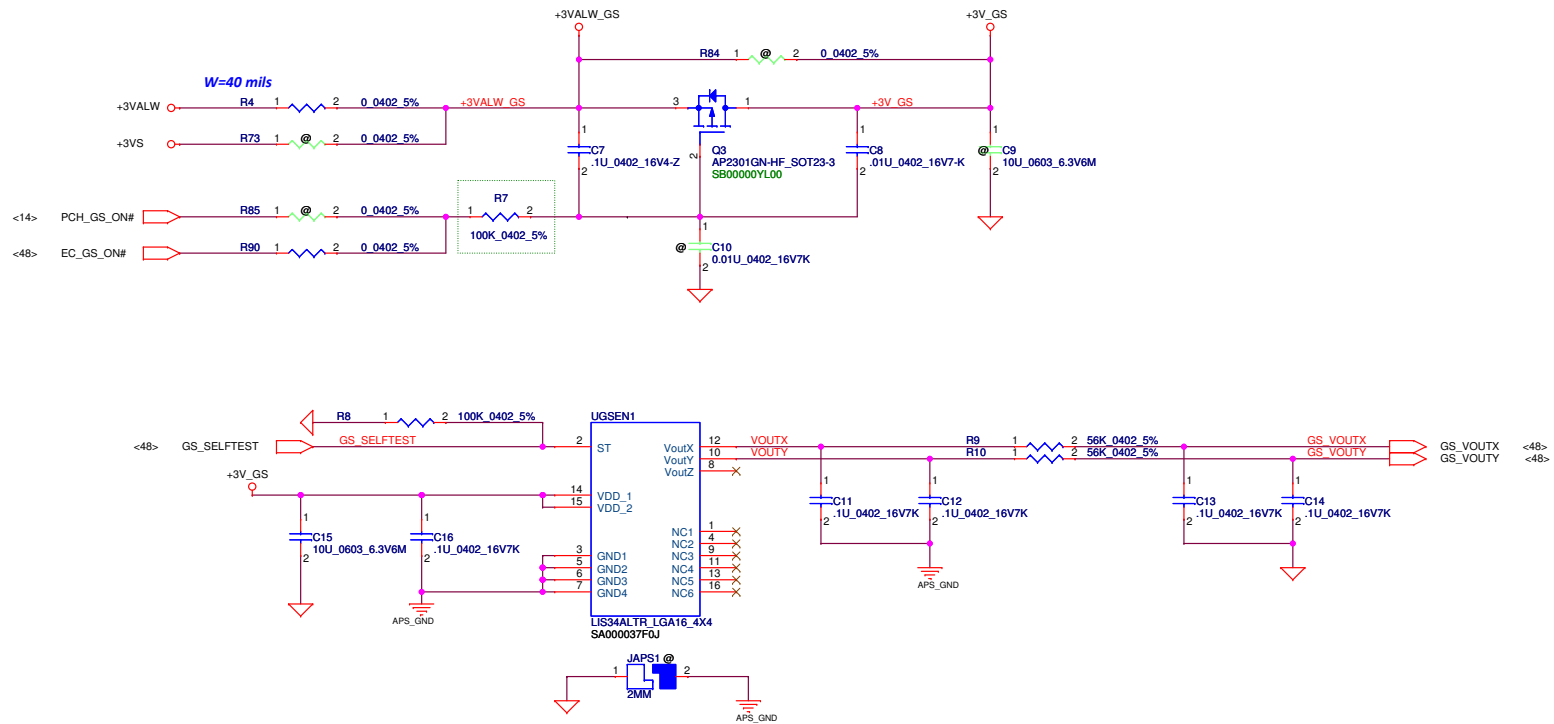 +3VALW_GS +3V_GS
R84 1 @ 2 0_0402_5%
W=40 mils
+3VALW R4 1 2 0_0402_5% +3VALW_GS 3 1 +3V_GS
+3VS R73 1 @ 2 0_0402_5%
1 C7 .1U_0402_16V4-Z 2
2 Q3 AP2301GN-HF_SOT23-3 SB00000YL00
1 C8 .01U_0402_16V7-K 2
1 @ C9 10U_0603_6.3V6M 2
R7
<14> PCH_GS_ON# R85 1 @ 2 0_0402_5% 1 2
100K_0402_5%
<48> EC_GS_ON# R90 1 2 0_0402_5%
1 @ C10 0.01U_0402_16V7K 2
R8 1 2 100K_0402_5%
<48> GS_SELFTEST GS_SELFTEST
+3V_GS
1 C15 10U_0603_6.3V6M 2
1 C16 .1U_0402_16V7K 2
APS_GND
UGSEN1
2 ST VoutX 12
VoutY 10
VoutZ 8
14 VDD_1
15 VDD_2
NC1 1
NC2 4
3 GND1 NC3 9
5 GND2 NC4 11
6 GND3 NC5 13
7 GND4 NC6 16
LIS34ALTR_LGA16_4X4
SA000037F0J
VOUTX R9 1 2 56K_0402_5% GS_VOUTX GS_VOUTX <48>
VOUTY R10 1 2 56K_0402_5% GS_VOUTY GS_VOUTY <48>
1 C11 .1U_0402_16V7K 2
1 C12 .1U_0402_16V7K 2
1 C13 .1U_0402_16V7K 2
1 C14 .1U_0402_16V7K 2
APS_GND
JAPS1 @
1 2
2MM
APS_GND